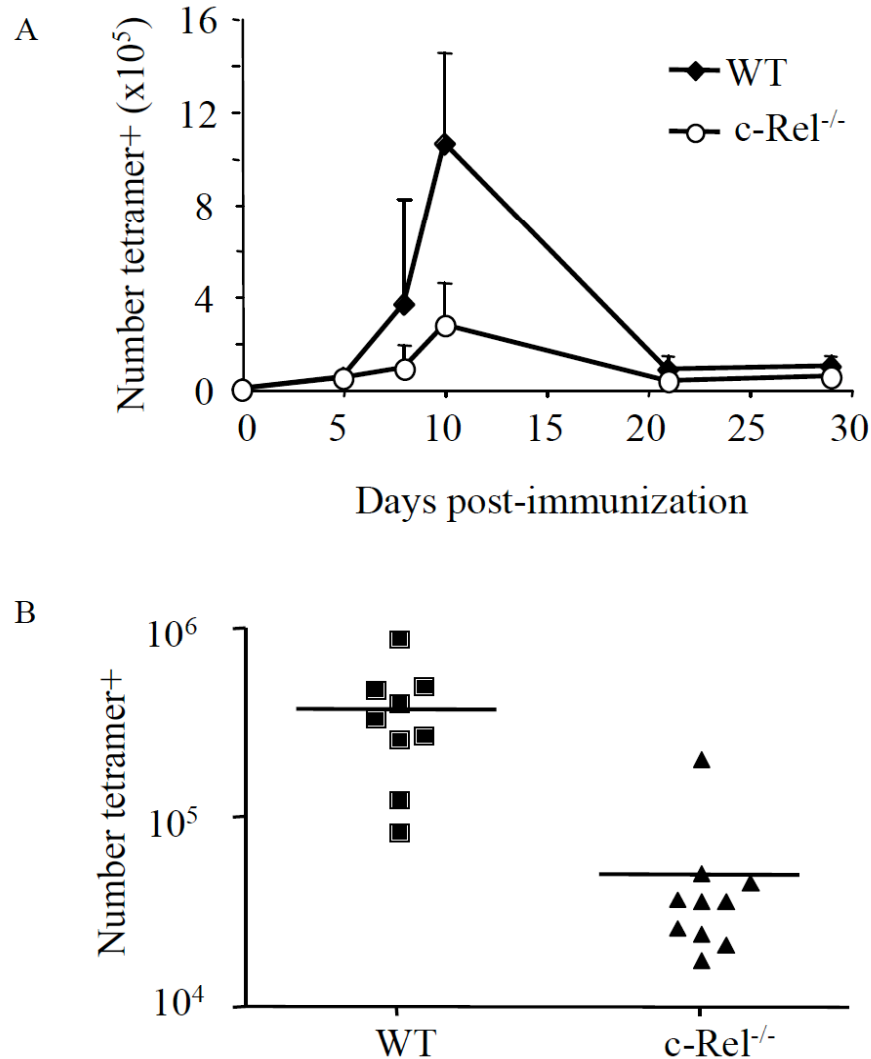 A
Number tetramer+ (x10⁵)
16
12
8
4
0
WT
c-Rel⁻/⁻
0 5 10 15 20 25 30
Days post-immunization
B
Number tetramer+
10⁶
10⁵
10⁴
WT c-Rel⁻/⁻